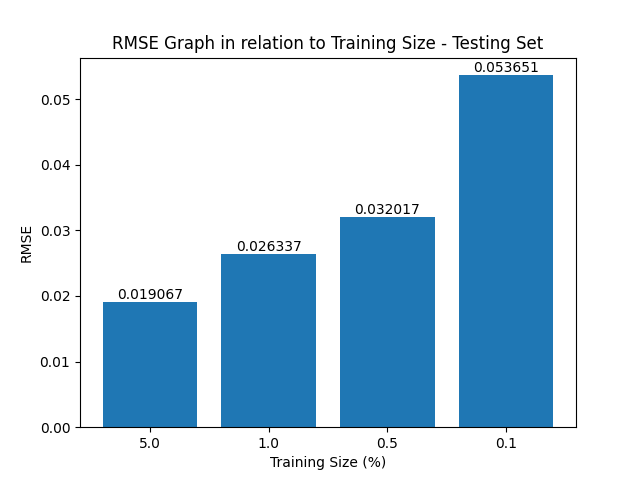 RMSE Graph in relation to Training Size - Testing Set
0.053651
0.032017
0.026337
0.019067
0.05
0.04
0.03
0.02
0.01
0.00
RMSE
5.0 1.0 0.5 0.1
Training Size (%)